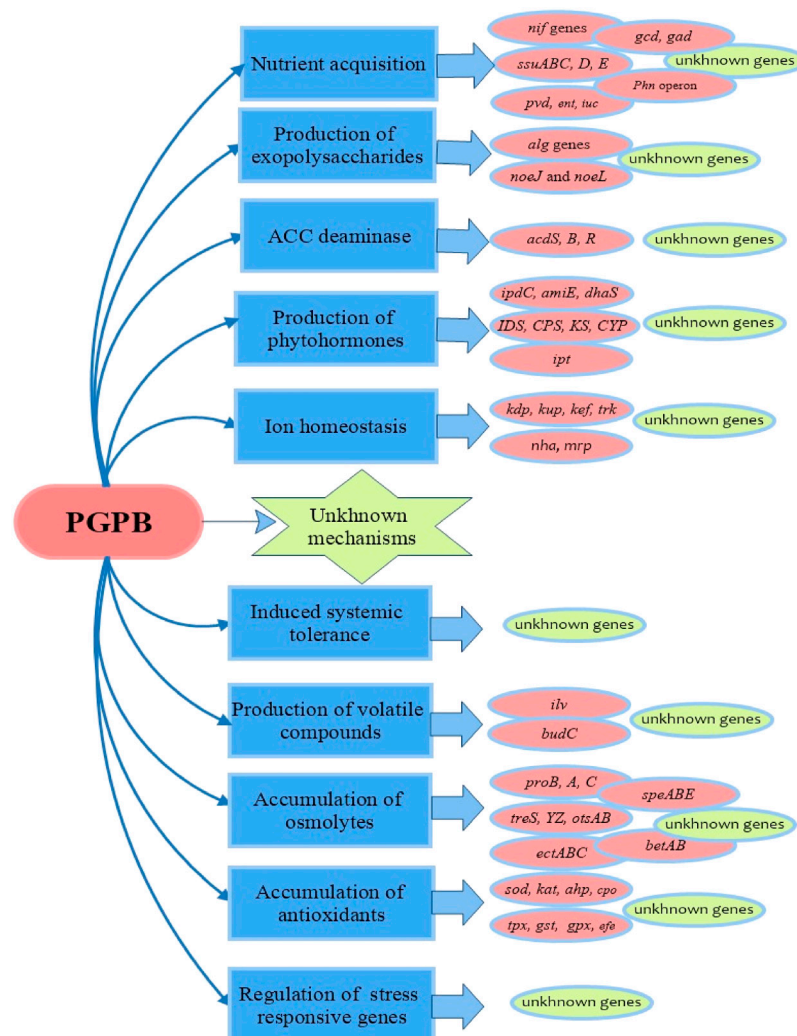 nif genes
gcd, gad
Nutrient acquisition
ssuABC, D, E
unkhnown genes
Phn operon
pvd, ent, iuc
Production of
exopolysaccharides
alg genes
unkhnown genes
noeJ and noeL
ACC deaminase
acdS, B, R
unkhnown genes
ipdC, amiE, dhaS
Production of
phytohormones
IDS, CPS, KS, CYP
unkhnown genes
ipt
Ion homeostasis
kdp, kup, kef, trk
unkhnown genes
nha, mrp
PGPB
Unkhnown
mechanisms
Induced systemic
tolerance
unkhnown genes
Production of volatile
compounds
ilv
unkhnown genes
budC
Accumulation of
osmolytes
proB, A, C
speABE
treS, YZ, otsAB
unkhnown genes
ectABC
betAB
Accumulation of
antioxidants
sod, kat, ahp, cpo
unkhnown genes
tpx, gst, gpx, efe
Regulation of stress
responsive genes
unkhnown genes